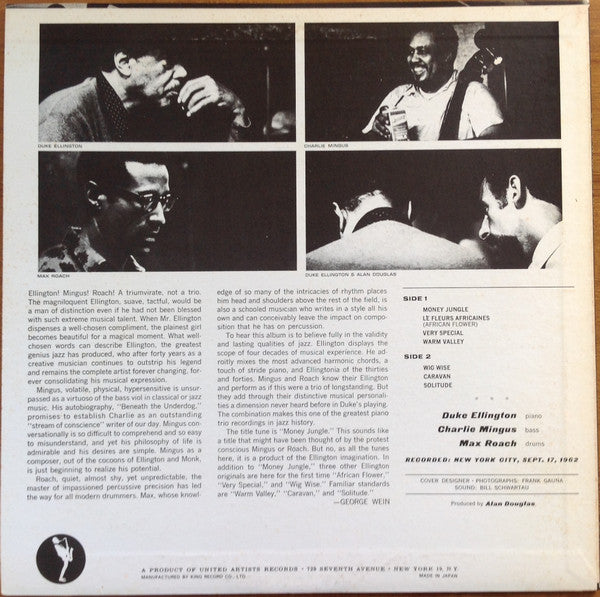 DUKE ELLINGTON
CHARLIE MINGUS
MAX ROACH
DUKE ELLINGTON & ALAN DOUGLAS
Ellington! Mingus! Roach! A triumvirate, not a trio.
The magniloquent Ellington, suave, tactful, would be
a man of distinction even if he had not been blessed
with such extreme musical talent. When Mr. Ellington
dispenses a well-chosen compliment, the plainest girl
becomes beautiful for a magical moment. What well-
chosen words can describe Ellington, the greatest
genius jazz has produced, who after forty years as a
creative musician continues to outstrip his legend
and remains the complete artist forever changing, for-
ever consolidating his musical expression.
Mingus, volatile, physical, hypersensitive is unsur-
passed as a virtuoso of the bass viol in classical or jazz
music. His autobiography, "Beneath the Underdog,"
promises to establish Charlie as an outstanding
"stream of conscience" writer of our day. Mingus con-
versationally is so difficult to comprehend and so easy
to misunderstand, and yet his philosophy of life is
admirable and his desires are simple. Mingus as a
composer, out of the cocoons of Ellington and Monk,
is just beginning to realize his potential.
Roach, quiet, almost shy, yet unpredictable, the
master of impassioned percussive precision has led
the way for all modern drummers. Max, whose knowl-
edge of so many of the intricacies of rhythm places
him head and shoulders above the rest of the field, is
also a schooled musician who writes in a style all his
own and can conceivably leave the impact on compo-
sition that he has on percussion.
To hear this album is to believe fully in the validity
and lasting qualities of jazz. Ellington displays the
scope of four decades of musical experience. He ad-
roitly mixes the most advanced harmonic chords, a
touch of stride piano, and Ellingtonia of the thirties
and forties. Mingus and Roach know their Ellington
and perform as if this were a trio of longstanding. But
they add through their distinctive musical personali-
ties a dimension never heard before in Duke's playing.
The combination makes this one of the greatest piano
trio recordings in jazz history.
The title tune is "Money Jungle." This sounds like
a title that might have been thought of by the protest
conscious Mingus or Roach. But no, as all the tunes
here, it is a product of the Ellington imagination. In
addition to "Money Jungle," three other Ellington
originals are here for the first time "African Flower,"
"Very Special," and "Wig Wise." Familiar standards
are "Warm Valley," "Caravan," and "Solitude."
—GEORGE WEIN
SIDE 1
MONEY JUNGLE
LE FLEURS AFRICAINES
(AFRICAN FLOWER)
VERY SPECIAL
WARM VALLEY
SIDE 2
WIG WISE
CARAVAN
SOLITUDE
* * *
Duke Ellington piano
Charlie Mingus bass
Max Roach drums
RECORDED: NEW YORK CITY, SEPT. 17, 1962
COVER DESIGNER • PHOTOGRAPHS: FRANK GAUNA
SOUND: BILL SCHWARTAU
Produced by Alan Douglas
A PRODUCT OF UNITED ARTISTS RECORDS • 729 SEVENTH AVENUE • NEW YORK 19, N.Y.
MANUFACTURED BY KING RECORD CO., LTD. MADE IN JAPAN